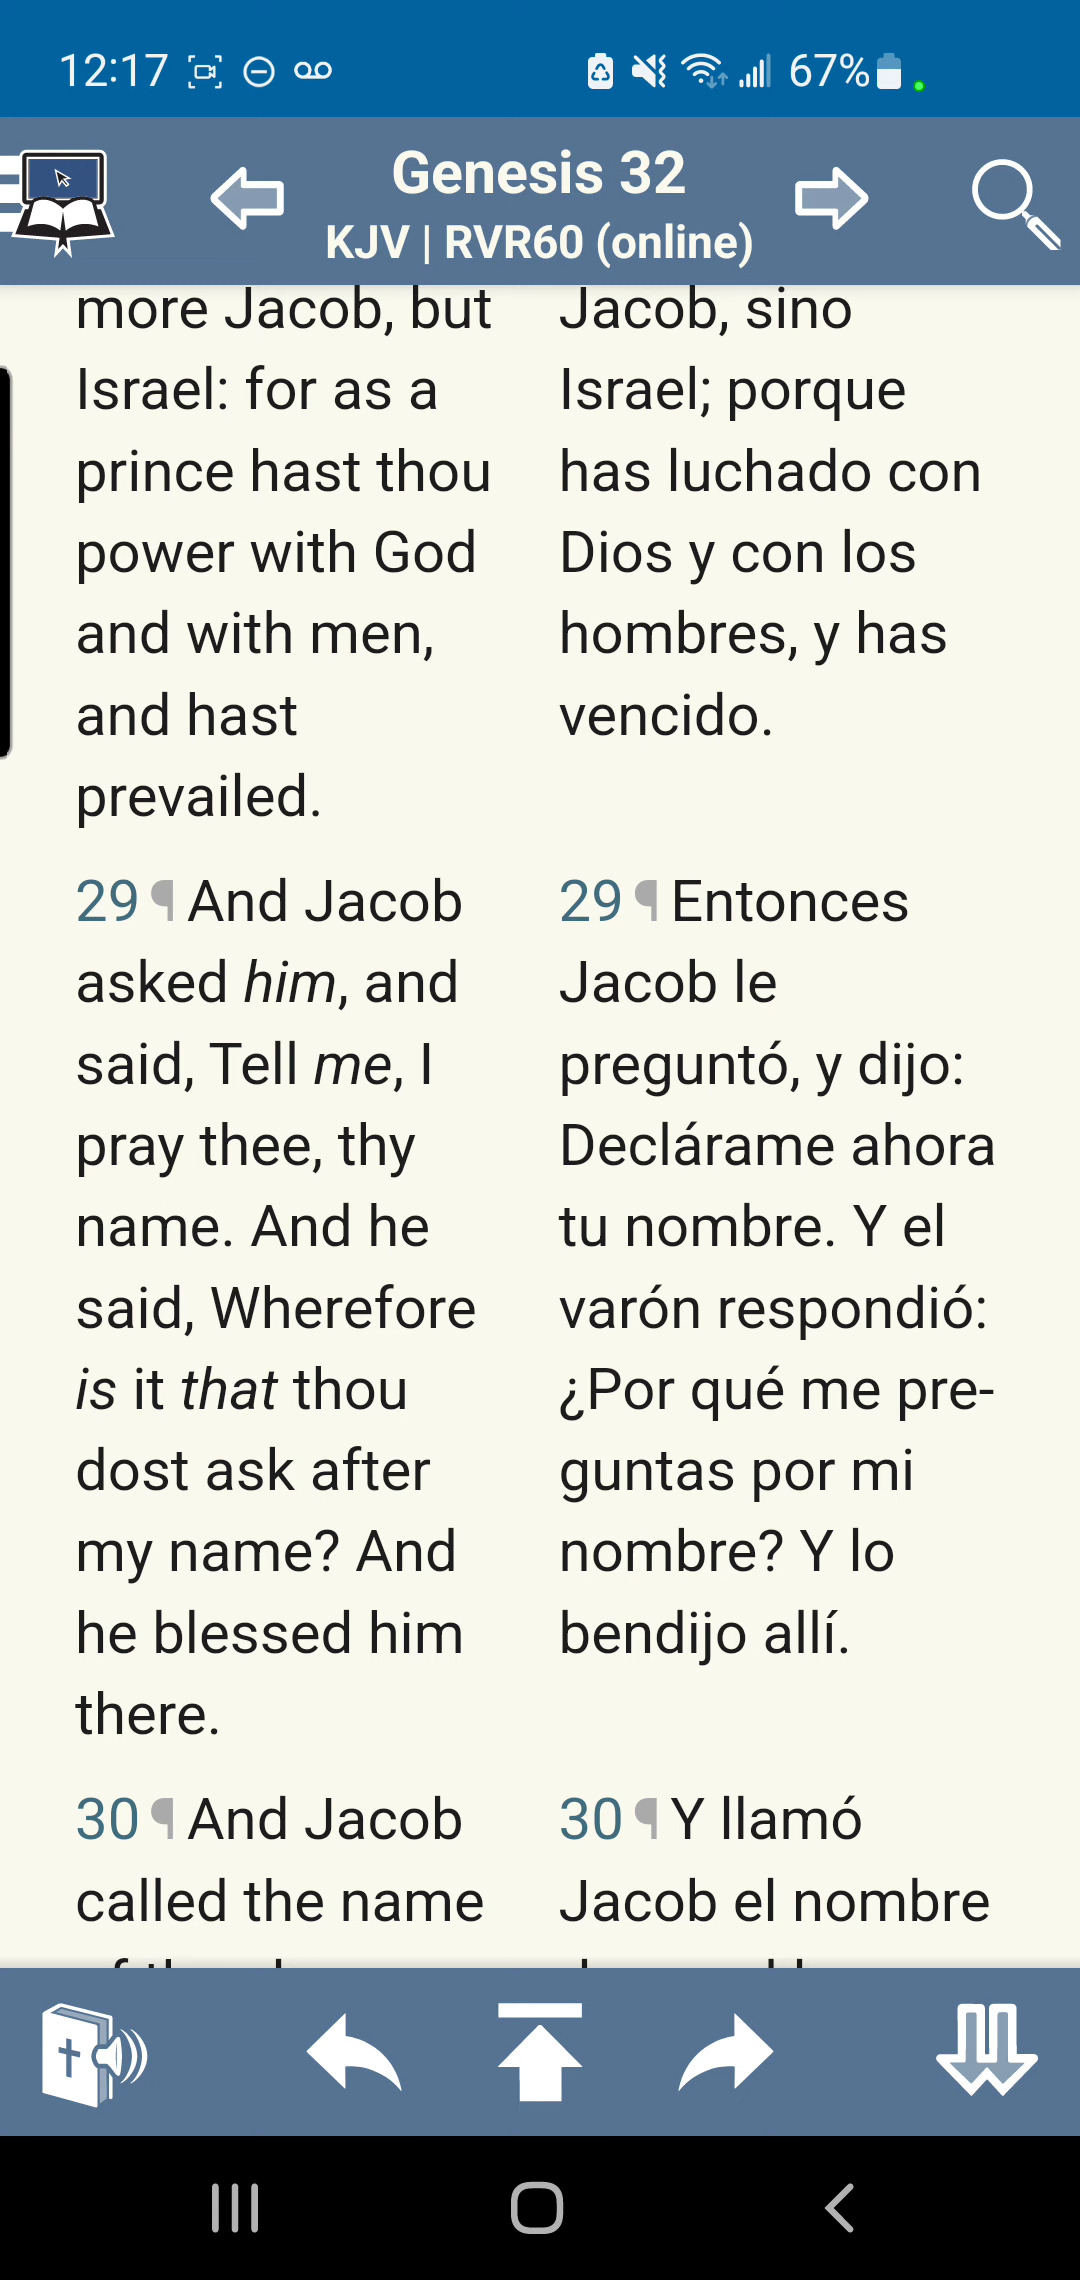 12:17
67%
Genesis 32
KJV | RVR60 (online)
more Jacob, but
Israel: for as a
prince hast thou
power with God
and with men,
and hast
prevailed.
29 ¶ And Jacob
asked him, and
said, Tell me, I
pray thee, thy
name. And he
said, Wherefore
is it that thou
dost ask after
my name? And
he blessed him
there.
30 ¶ And Jacob
called the name
Jacob, sino
Israel; porque
has luchado con
Dios y con los
hombres, y has
vencido.
29 ¶ Entonces
Jacob le
preguntó, y dijo:
Declárame ahora
tu nombre. Y el
varón respondió:
¿Por qué me pre-
guntas por mi
nombre? Y lo
bendijo allí.
30 ¶ Y llamó
Jacob el nombre